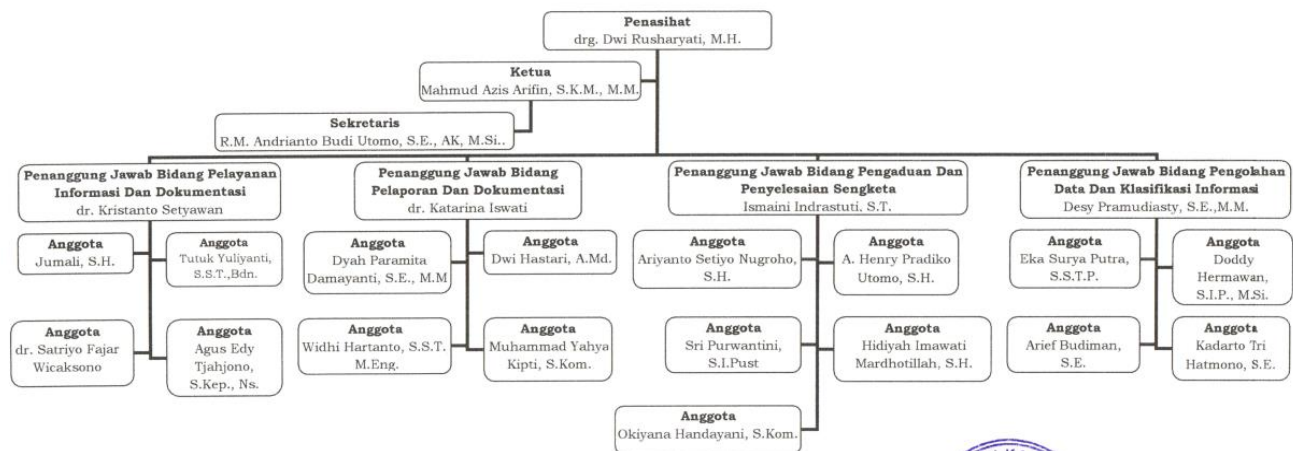 Penasihat
drg. Dwi Rusharyati, M.H.
Ketua
Mahmud Azis Arifin, S.K.M., M.M.
Sekretaris
R.M. Andrianto Budi Utomo, S.E., AK, M.Si..
Penanggung Jawab Bidang Pelayanan
Informasi Dan Dokumentasi
dr. Kristanto Setyawan
Anggota
Jumali, S.H.
Anggota
Tutuk Yuliyanti,
S.S.T.,Bdn.
Anggota
dr. Satriyo Fajar
Wicaksono
Anggota
Agus Edy
Tjahjono,
S.Kep., Ns.
Penanggung Jawab Bidang
Pelaporan Dan Dokumentasi
dr. Katarina Iswati
Anggota
Dyah Paramita
Damayanti, S.E., M.M
Anggota
Dwi Hastari, A.Md.
Anggota
Widhi Hartanto, S.S.T.
M.Eng.
Anggota
Muhammad Yahya
Kipti, S.Kom.
Penanggung Jawab Bidang Pengaduan Dan
Penyelesaian Sengketa
Ismaini Indrastuti. S.T.
Anggota
Ariyanto Setiyo Nugroho,
S.H.
Anggota
A. Henry Pradiko
Utomo, S.H.
Anggota
Sri Purwantini,
S.I.Pust
Anggota
Hidiyah Imawati
Mardhotillah, S.H.
Anggota
Okiyana Handayani, S.Kom.
Penanggung Jawab Bidang Pengolahan
Data Dan Klasifikasi Informasi
Desy Pramudiasty, S.E.,M.M.
Anggota
Eka Surya Putra,
S.S.T.P.
Anggota
Doddy
Hermawan,
S.I.P., M.Si.
Anggota
Arief Budiman,
S.E.
Anggota
Kadarto Tri
Hatmono, S.E.